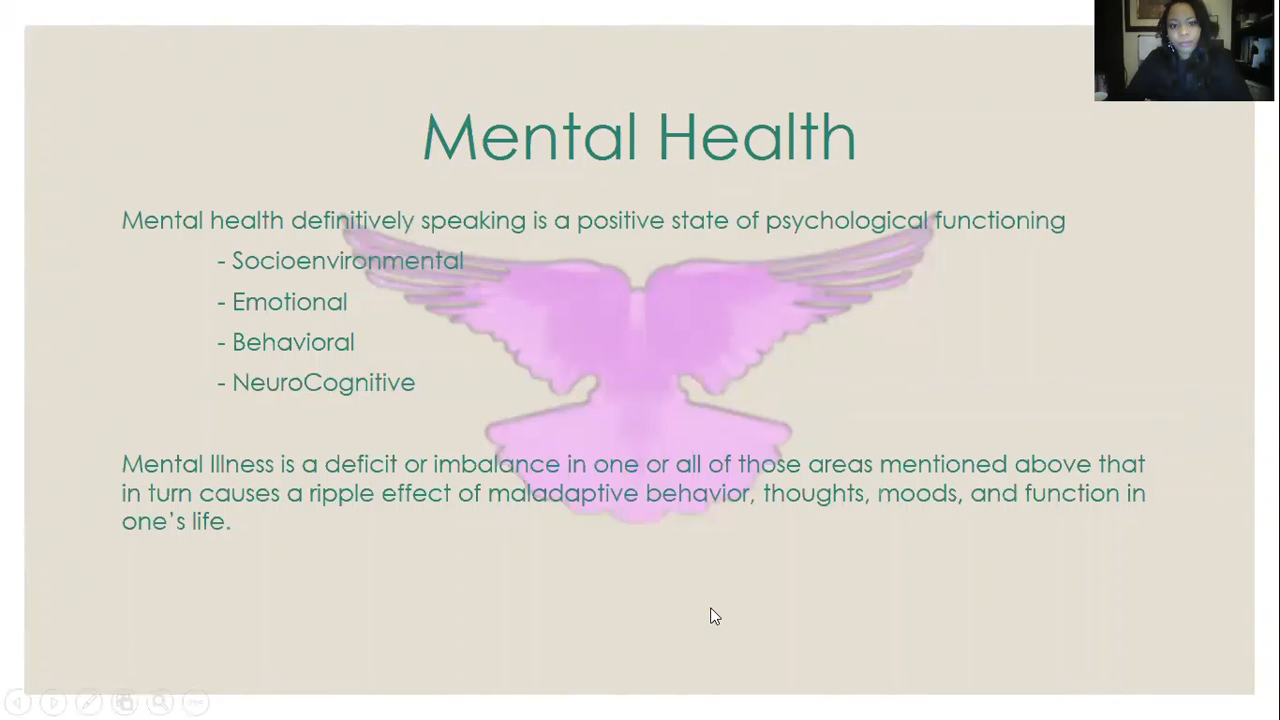 Mental Health
Mental health definitively speaking is a positive state of psychological functioning
- Socioenvironmental
- Emotional
- Behavioral
- NeuroCognitive
Mental Illness is a deficit or imbalance in one or all of those areas mentioned above that
in turn causes a ripple effect of maladaptive behavior, thoughts, moods, and function in
one’s life.